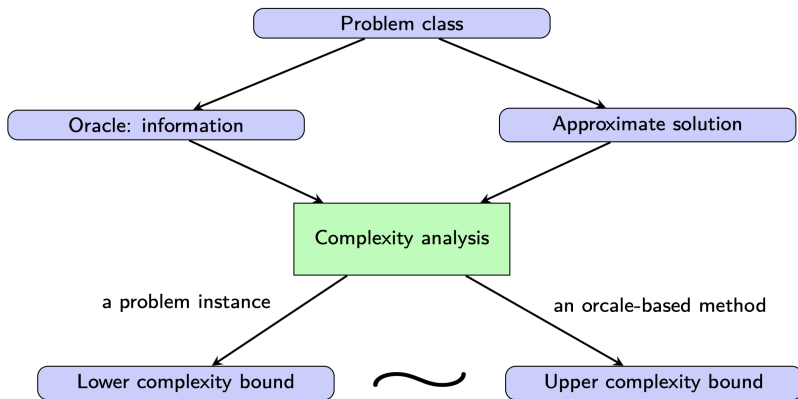 Problem class
Oracle: information
Approximate solution
Complexity analysis
a problem instance
an orcale-based method
Lower complexity bound
Upper complexity bound